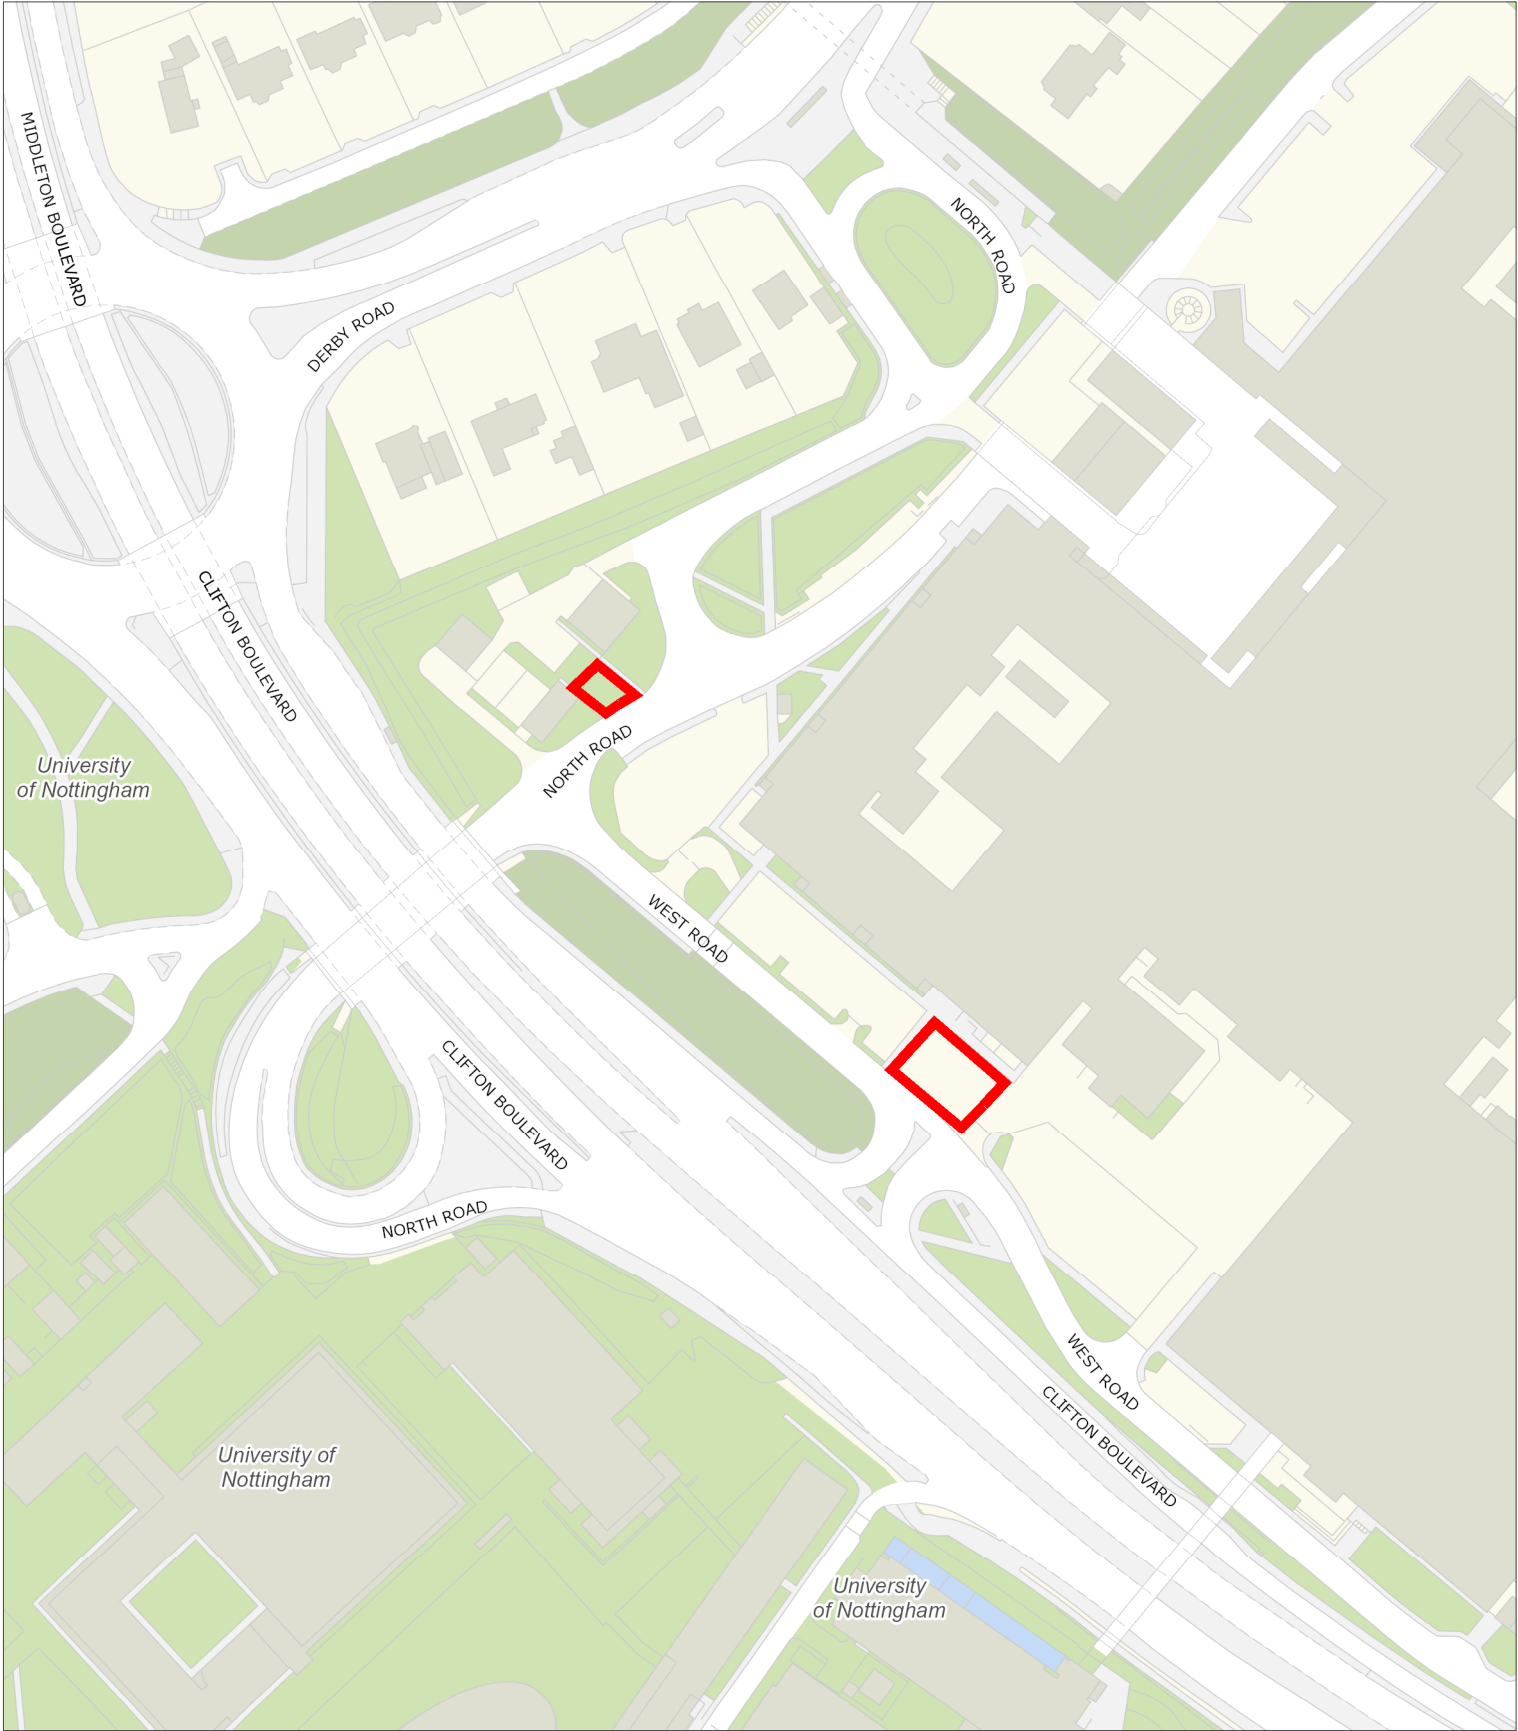 MIDDLETON BOULEVARD
NORTH ROAD
DERBY ROAD
CLIFTON BOULEVARD
NORTH ROAD
University
of Nottingham
WEST ROAD
CLIFTON BOULEVARD
NORTH ROAD
WEST ROAD
CLIFTON BOULEVARD
University of
Nottingham
University
of Nottingham